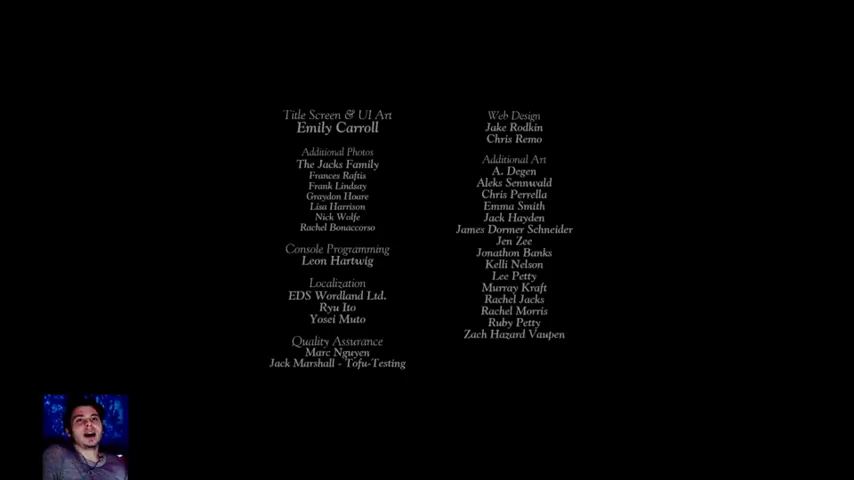 Title Screen & UI Art
Emily Carroll
Additional Photos
The Jacks Family
Frances Raftis
Frank Lindsay
Graydon Hoare
Lisa Harrison
Nick Wolfe
Rachel Bonaccorso
Console Programming
Leon Hartwig
Localization
EDS Wordland Ltd.
Ryu Ito
Yosei Muto
Quality Assurance
Marc Nguyen
Jack Marshall - Tofu-Testing
Web Design
Jake Rodkin
Chris Remo
Additional Art
A. Degen
Aleks Sennwald
Chris Perrella
Emma Smith
Jack Hayden
James Dormer Schneider
Jen Zee
Jonathon Banks
Kelli Nelson
Lee Petty
Murray Kraft
Rachel Jacks
Rachel Morris
Ruby Petty
Zach Hazard Vaupen